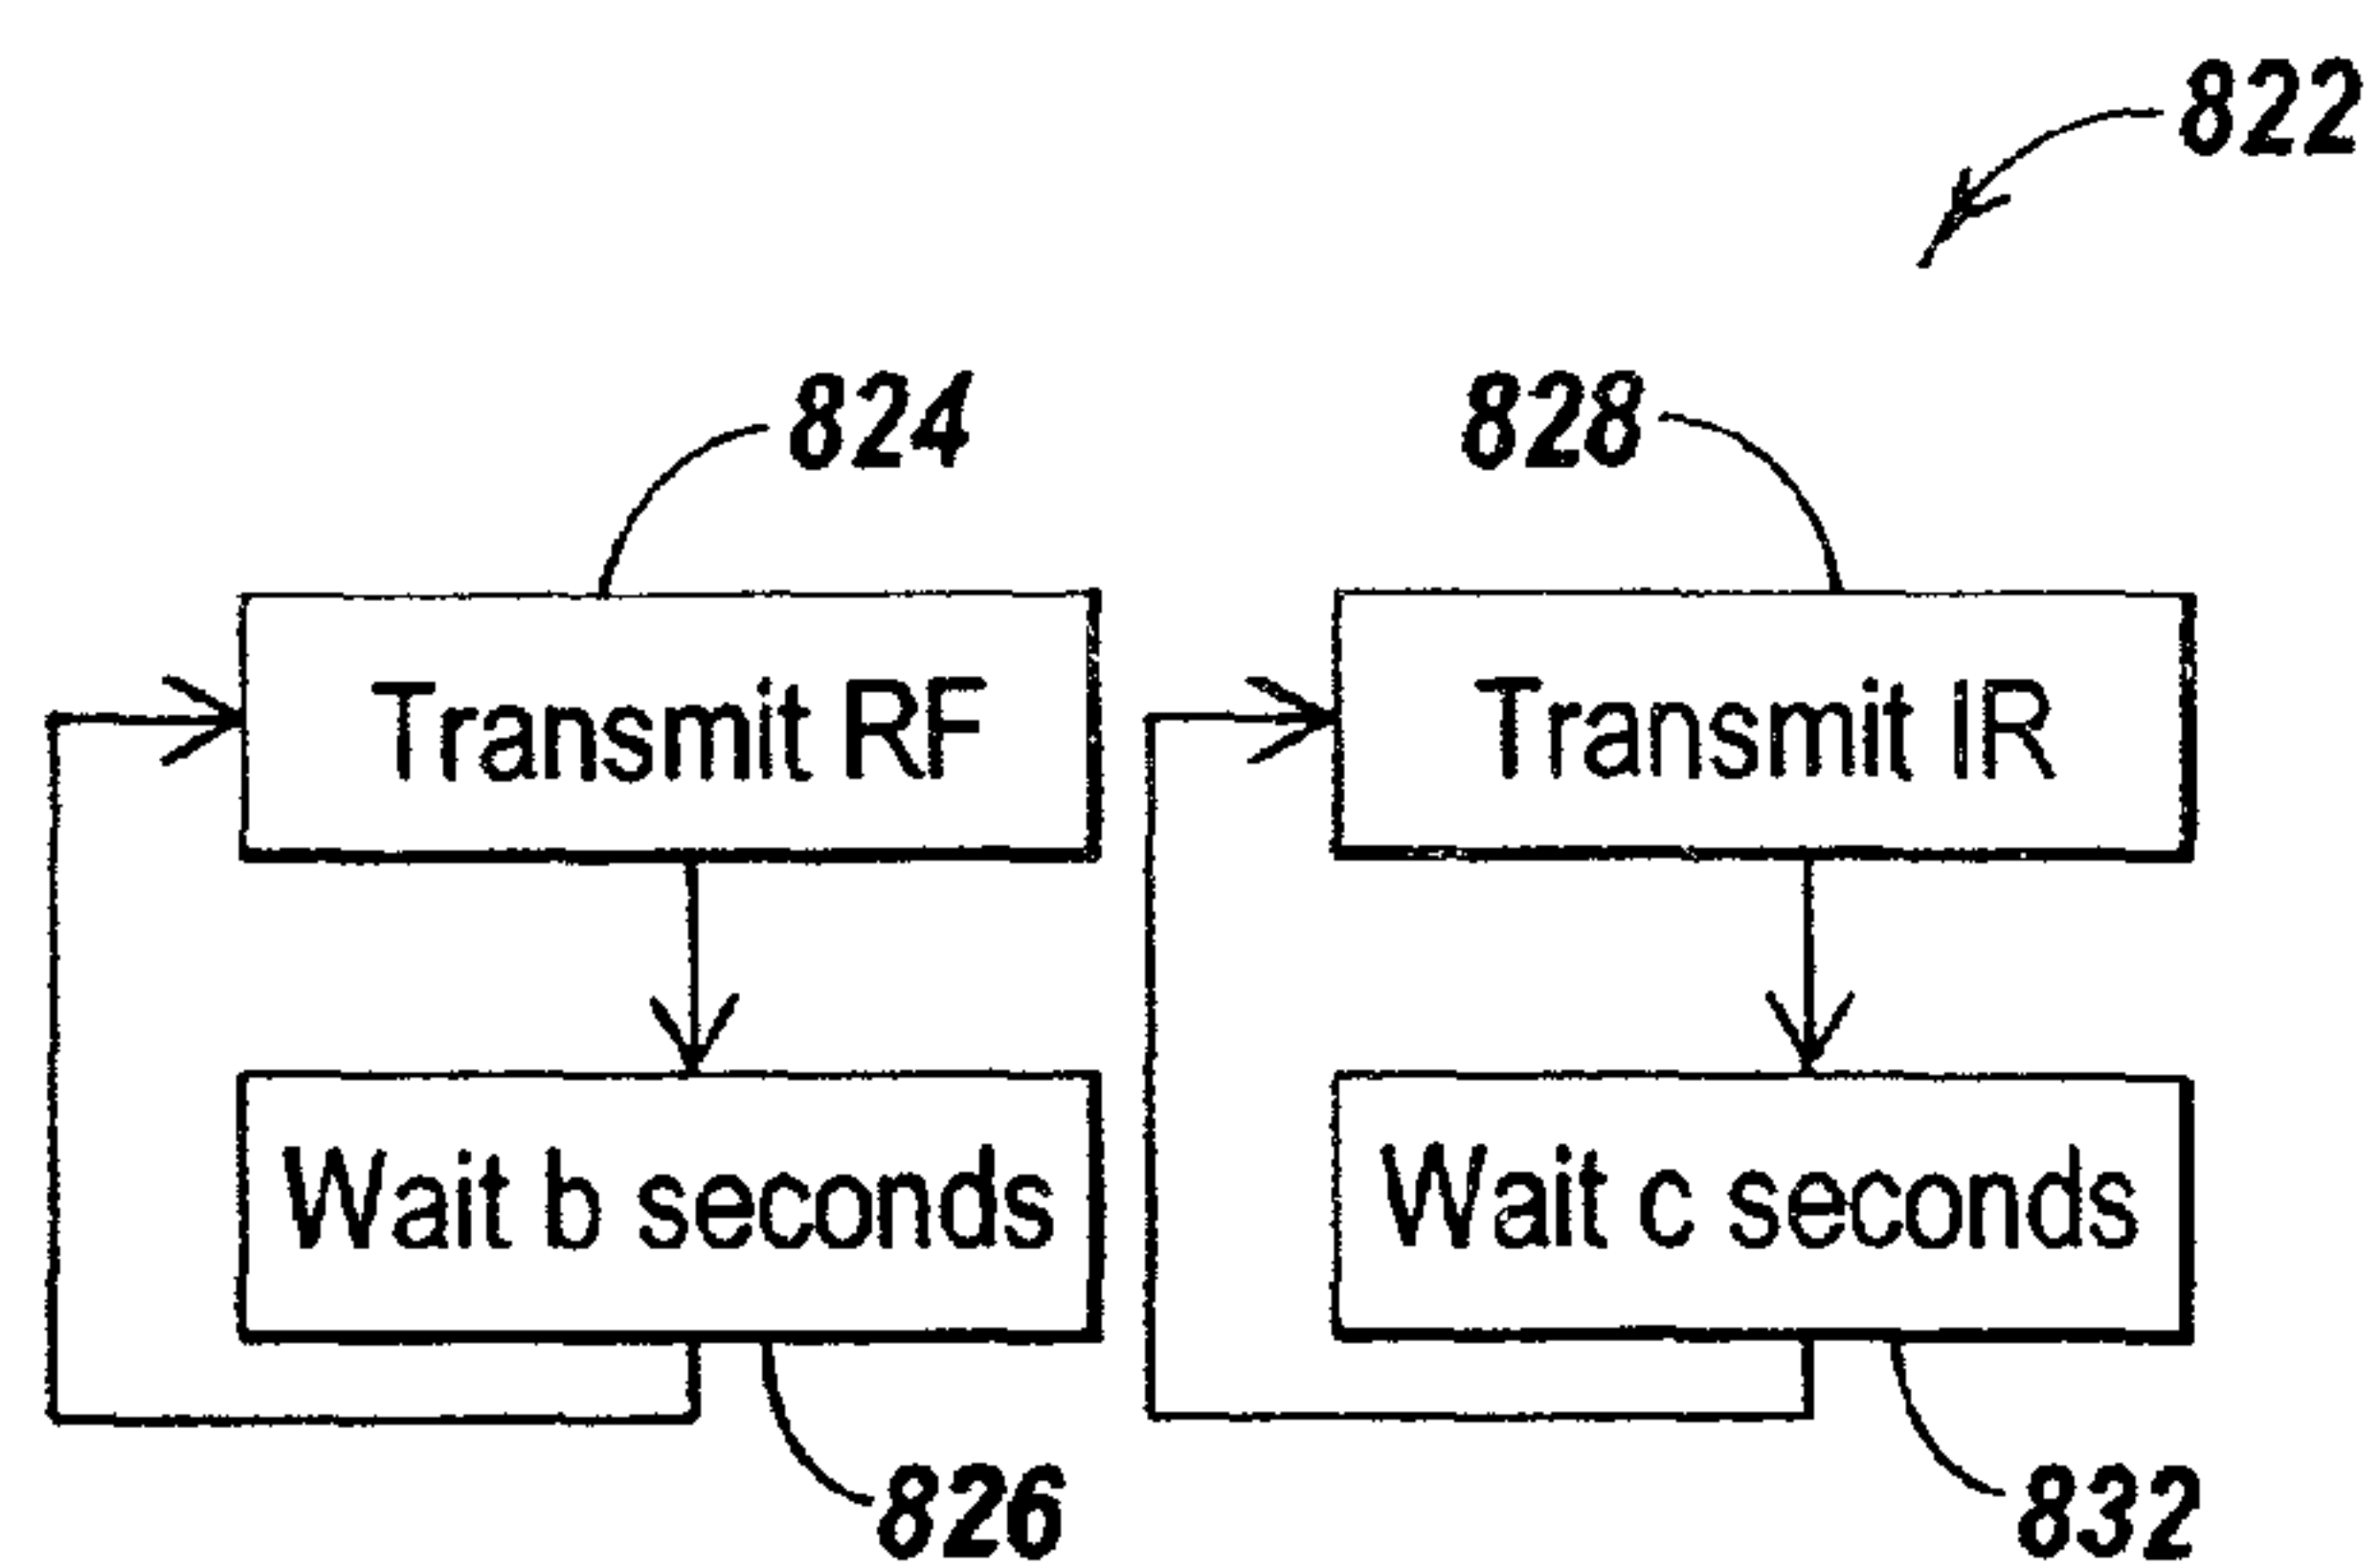 822
824
828
Transmit RF
Transmit IR
Wait b seconds
Wait c seconds
826
832